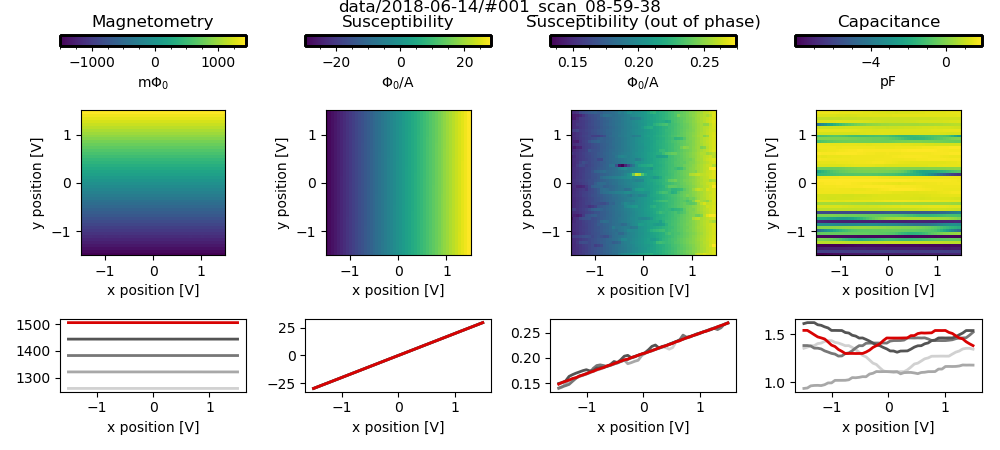 data/2018-06-14/#001_scan_08-59-38
Magnetometry Susceptibility Susceptibility (out of phase) Capacitance
−1000 0 1000 −20 0 20 0.15 0.20 0.25 −4 0
mΦ0 Φ0/A Φ0/A pF
y position [V] 1 0 −1
y position [V] 1 0 −1
y position [V] 1 0 −1
y position [V] 1 0 −1
−1 0 1 −1 0 1 −1 0 1 −1 0 1
x position [V] x position [V] x position [V] x position [V]
1500 1400 1300
25 0 −25
0.25 0.20 0.15
1.5 1.0
−1 0 1 −1 0 1 −1 0 1 −1 0 1
x position [V] x position [V] x position [V] x position [V]